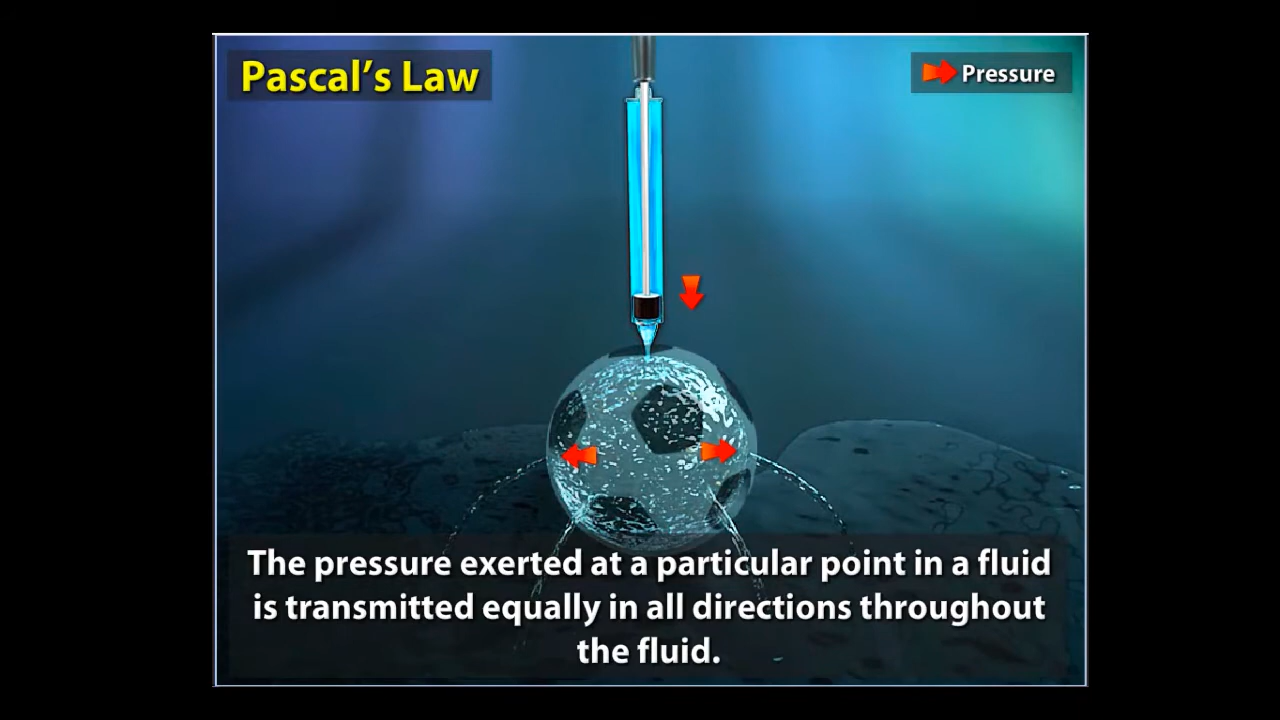 Pascal's Law
Pressure
The pressure exerted at a particular point in a fluid
is transmitted equally in all directions throughout
the fluid.